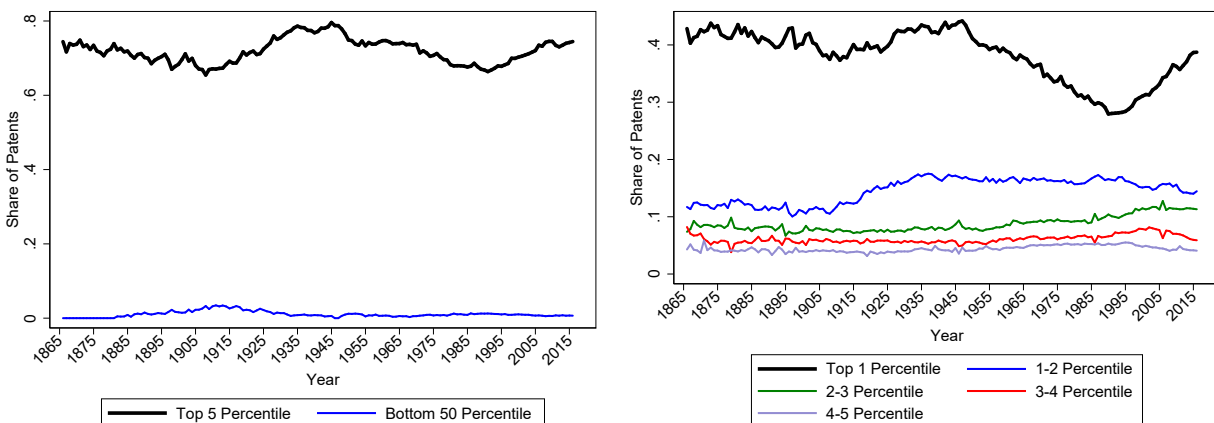 Share of Patents
.8
.6
.4
.2
0
1865 1875 1885 1895 1905 1915 1925 1935 1945 1955 1965 1975 1985 1995 2005 2015
Year
Top 5 Percentile Bottom 50 Percentile
Share of Patents
.4
.3
.2
.1
0
1865 1875 1885 1895 1905 1915 1925 1935 1945 1955 1965 1975 1985 1995 2005 2015
Year
Top 1 Percentile 1-2 Percentile
2-3 Percentile 3-4 Percentile
4-5 Percentile